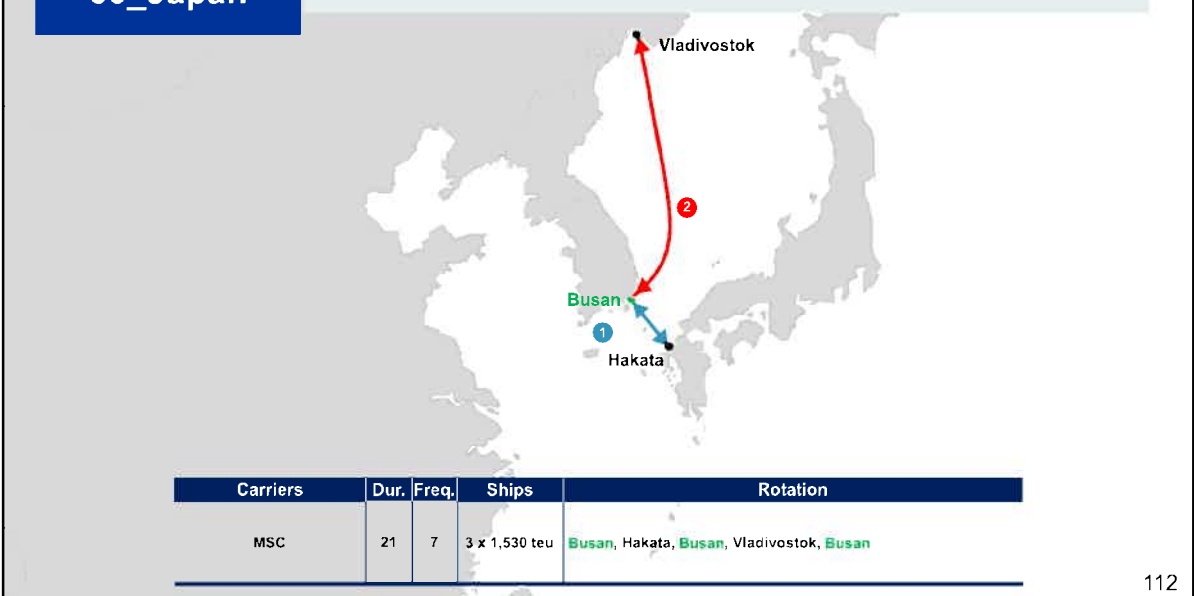 Vladivostok
2
Busan
1
Hakata
Carriers Dur. Freq. Ships Rotation
MSC 21 7 3 x 1,530 teu Busan, Hakata, Busan, Vladivostok, Busan
112